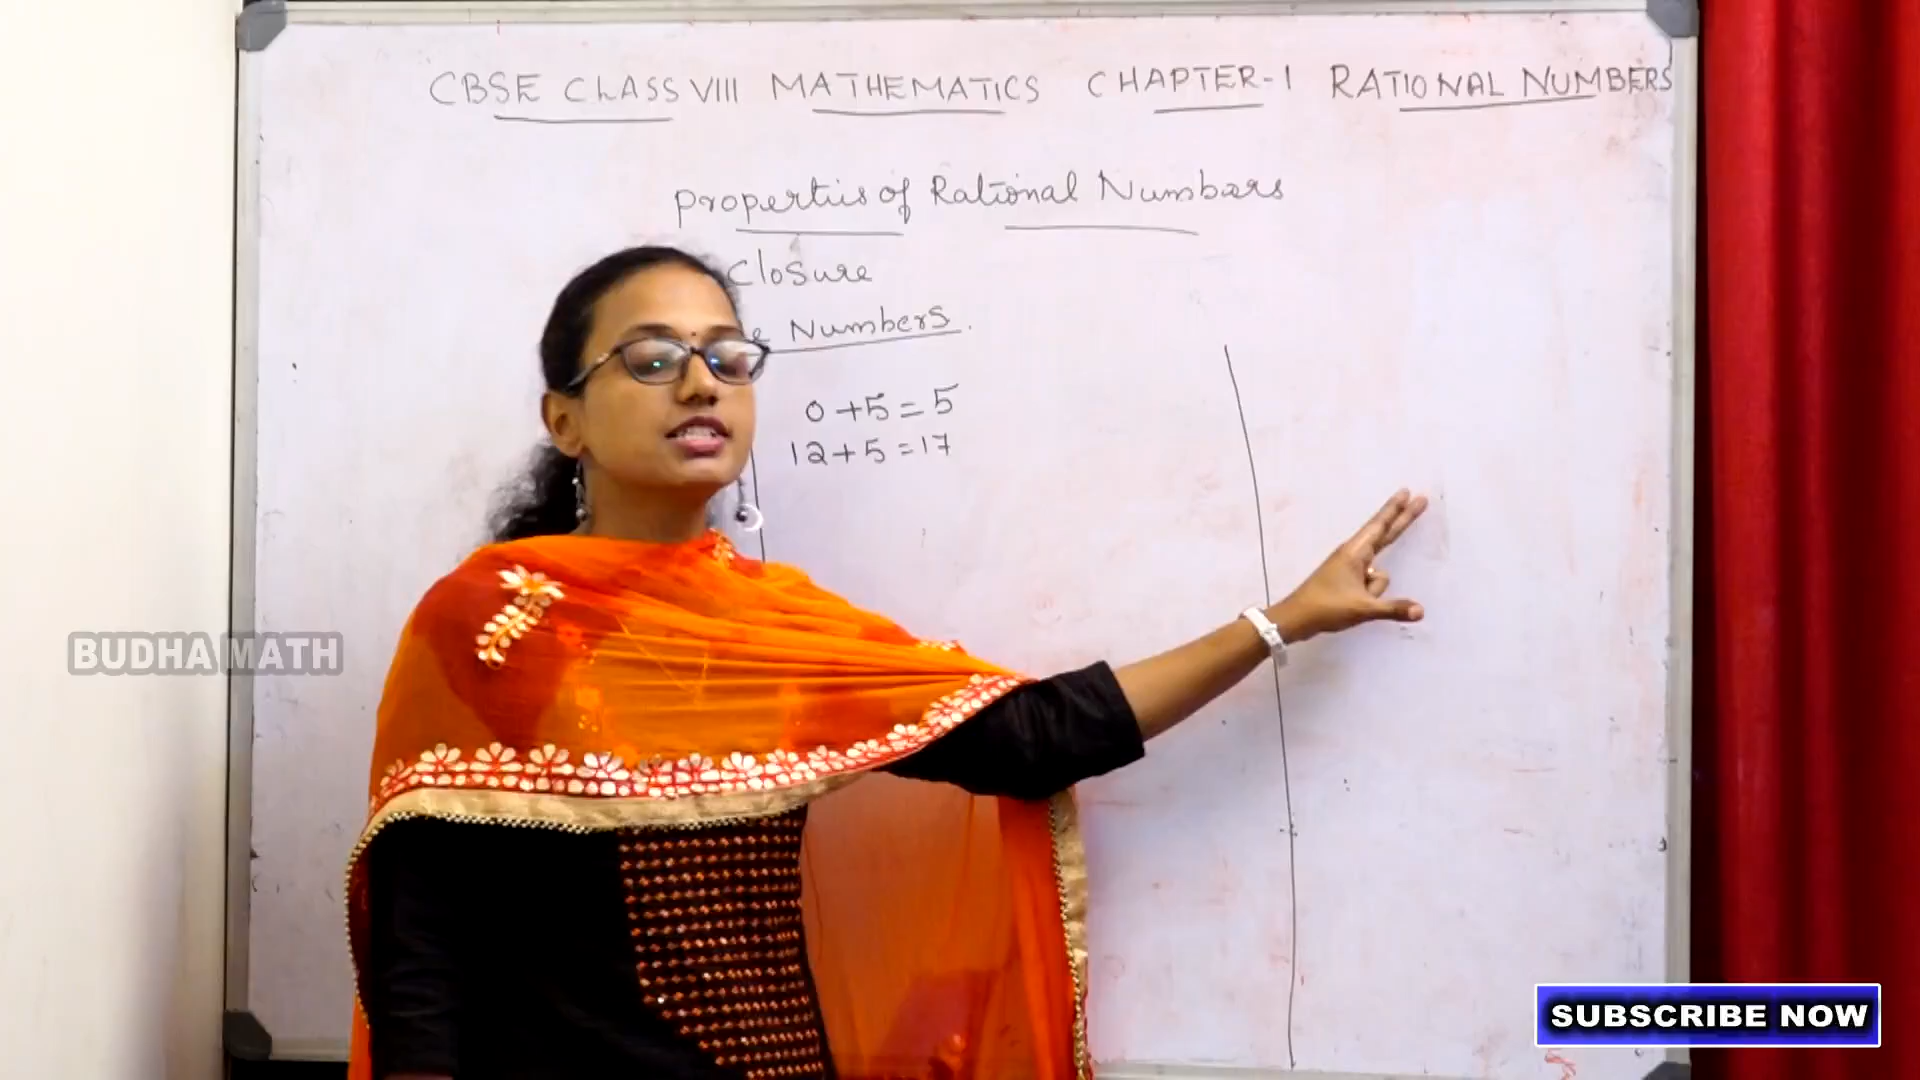 CBSE CLASS VIII MATHEMATICS CHAPTER-1 RATIONAL NUMBERS
Properties of Rational Numbers
Closure
Numbers.
0+5=5
12+5=17
BUDHA MATH
SUBSCRIBE NOW